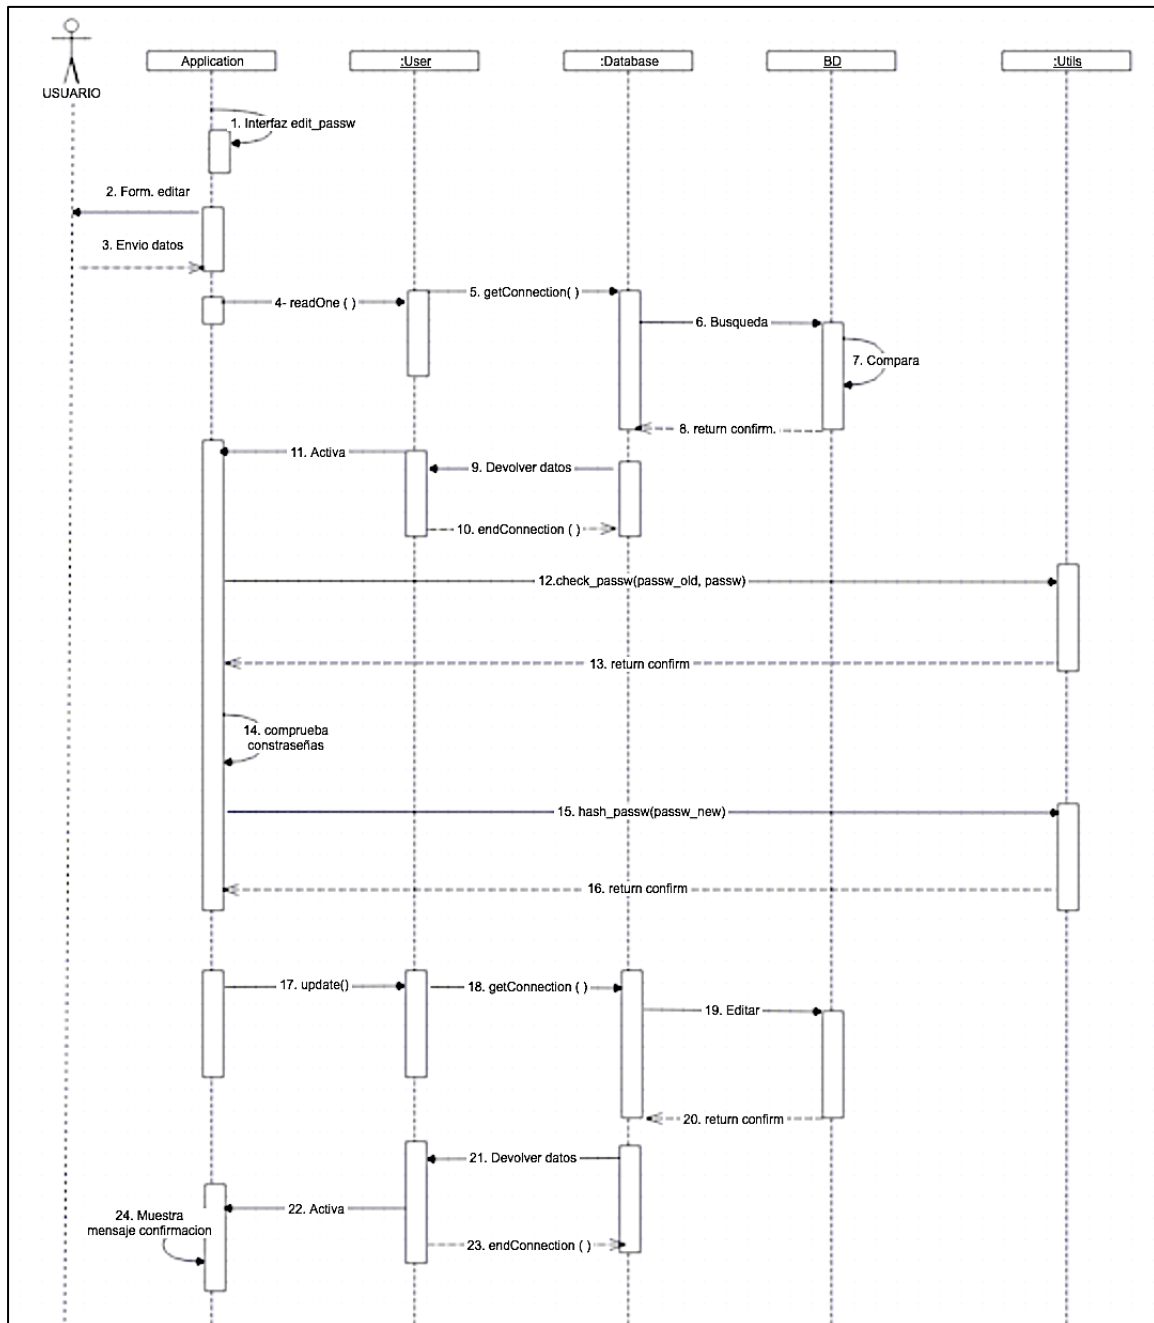 USUARIO
Application
:User
:Database
BD
:Utils
1. Interfaz edit_passw
2. Form. editar
3. Envio datos
4- readOne ( )
5. getConnection( )
6. Busqueda
7. Compara
8. return confirm.
11. Activa
9. Devolver datos
10. endConnection ( )
12.check_passw(passw_old, passw)
13. return confirm
14. comprueba
constraseñas
15. hash_passw(passw_new)
16. return confirm
17. update()
18. getConnection ( )
19. Editar
20. return confirm
21. Devolver datos
22. Activa
24. Muestra
mensaje confirmacion
23. endConnection ( )